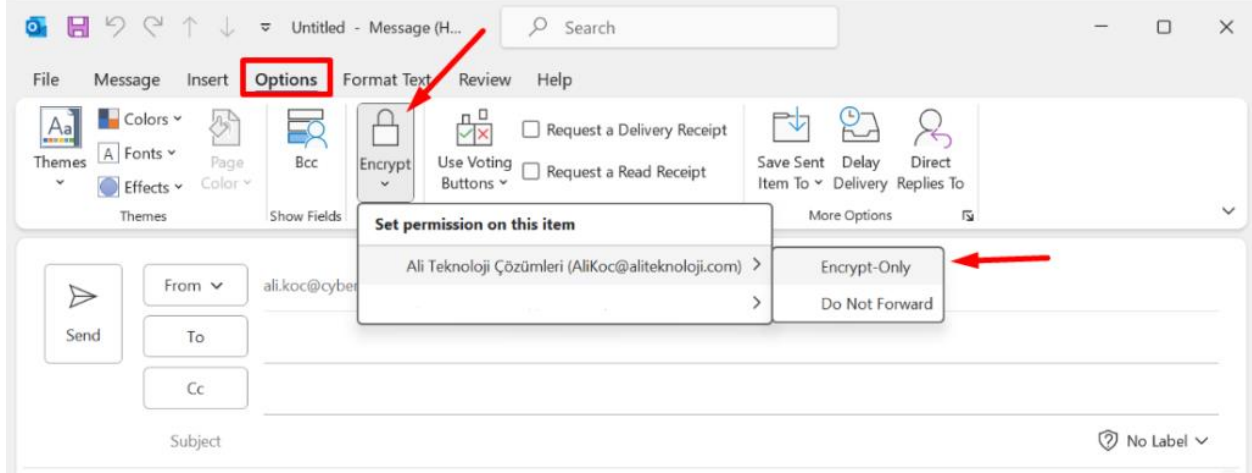 Untitled - Message (H...
Search
File Message Insert Options Format Text Review Help
Themes
Colors
Fonts
Effects
Page Color
Themes
Bcc
Show Fields
Encrypt
Use Voting Buttons
Request a Delivery Receipt
Request a Read Receipt
Save Sent Item To
Delay Delivery
Direct Replies To
More Options
Set permission on this item
Ali Teknoloji Çözümleri (AliKoc@aliteknoloji.com)
Encrypt-Only
Do Not Forward
Send
From
ali.koc@cyber
To
Cc
Subject
No Label